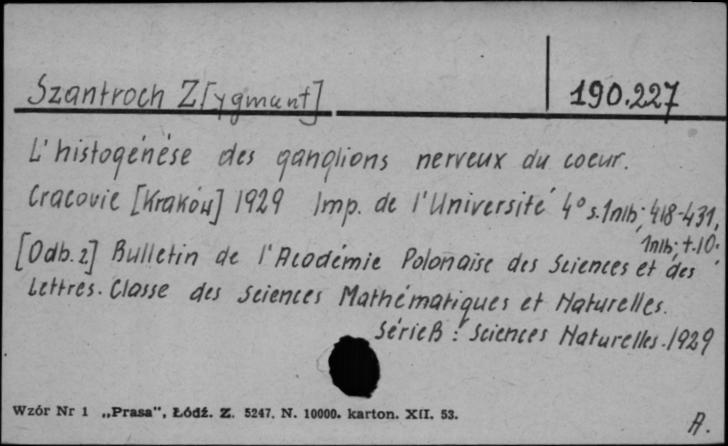 Szantroch Z[ygmunt]
190.227
L'histogénése des ganglions nerveux du coeur.
Cracovie [Kraków] 1929 Imp. de l'Université 4° s.1nlb; 418-431,
1nlb; t.10.
[Odb. z] Bulletin de l'Académie Polonaise des Sciences et des
Lettres. Classe des Sciences Mathématiques et Naturelles.
Série B: Sciences Naturelles. 1929
Wzór Nr 1 „Prasa", Łódź. Z. 5247. N. 10000. karton. XII. 53.
A.